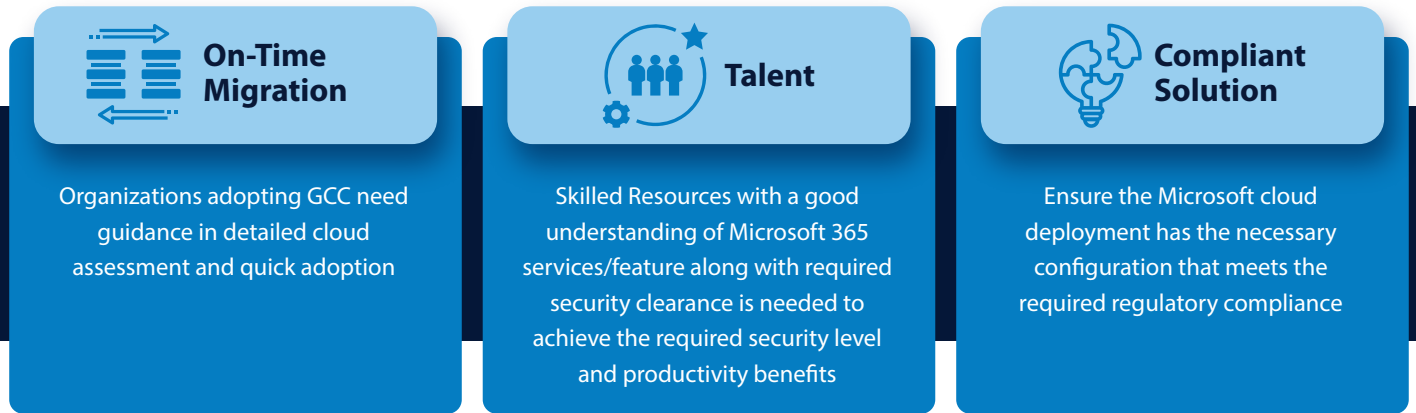 On-Time
Migration
Organizations adopting GCC need
guidance in detailed cloud
assessment and quick adoption
Talent
Skilled Resources with a good
understanding of Microsoft 365
services/feature along with required
security clearance is needed to
achieve the required security level
and productivity benefits
Compliant
Solution
Ensure the Microsoft cloud
deployment has the necessary
configuration that meets the
required regulatory compliance